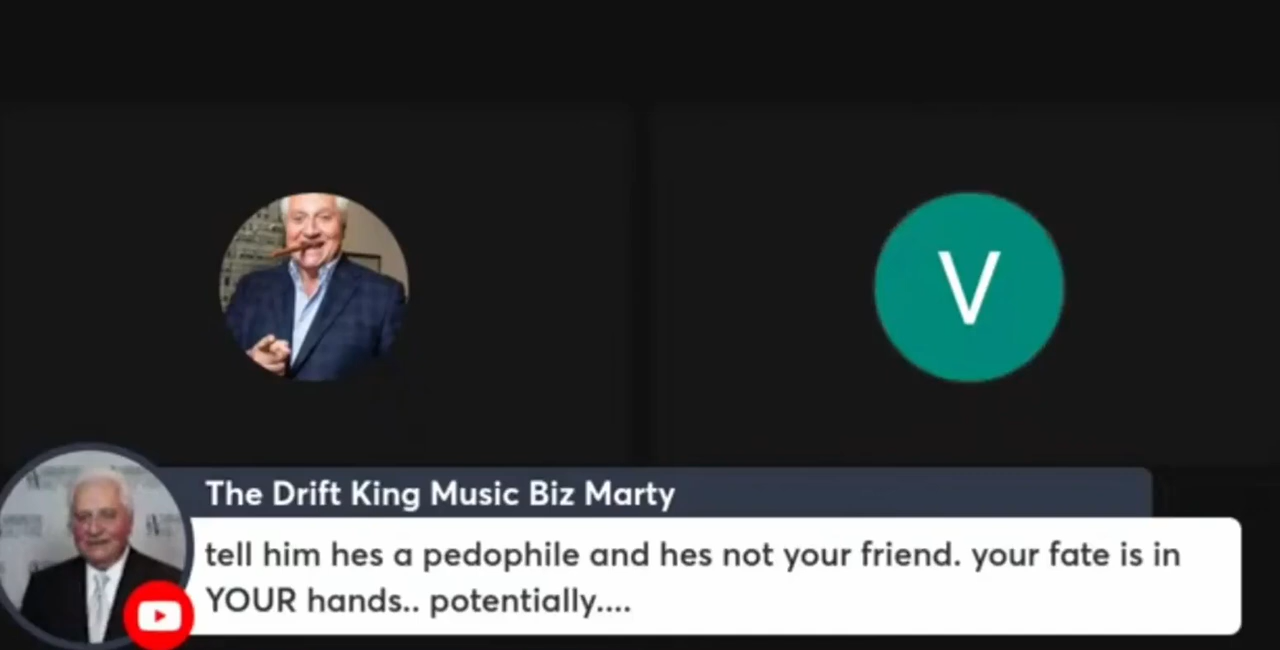 V
The Drift King Music Biz Marty
tell him hes a pedophile and hes not your friend. your fate is in
YOUR hands.. potentially....